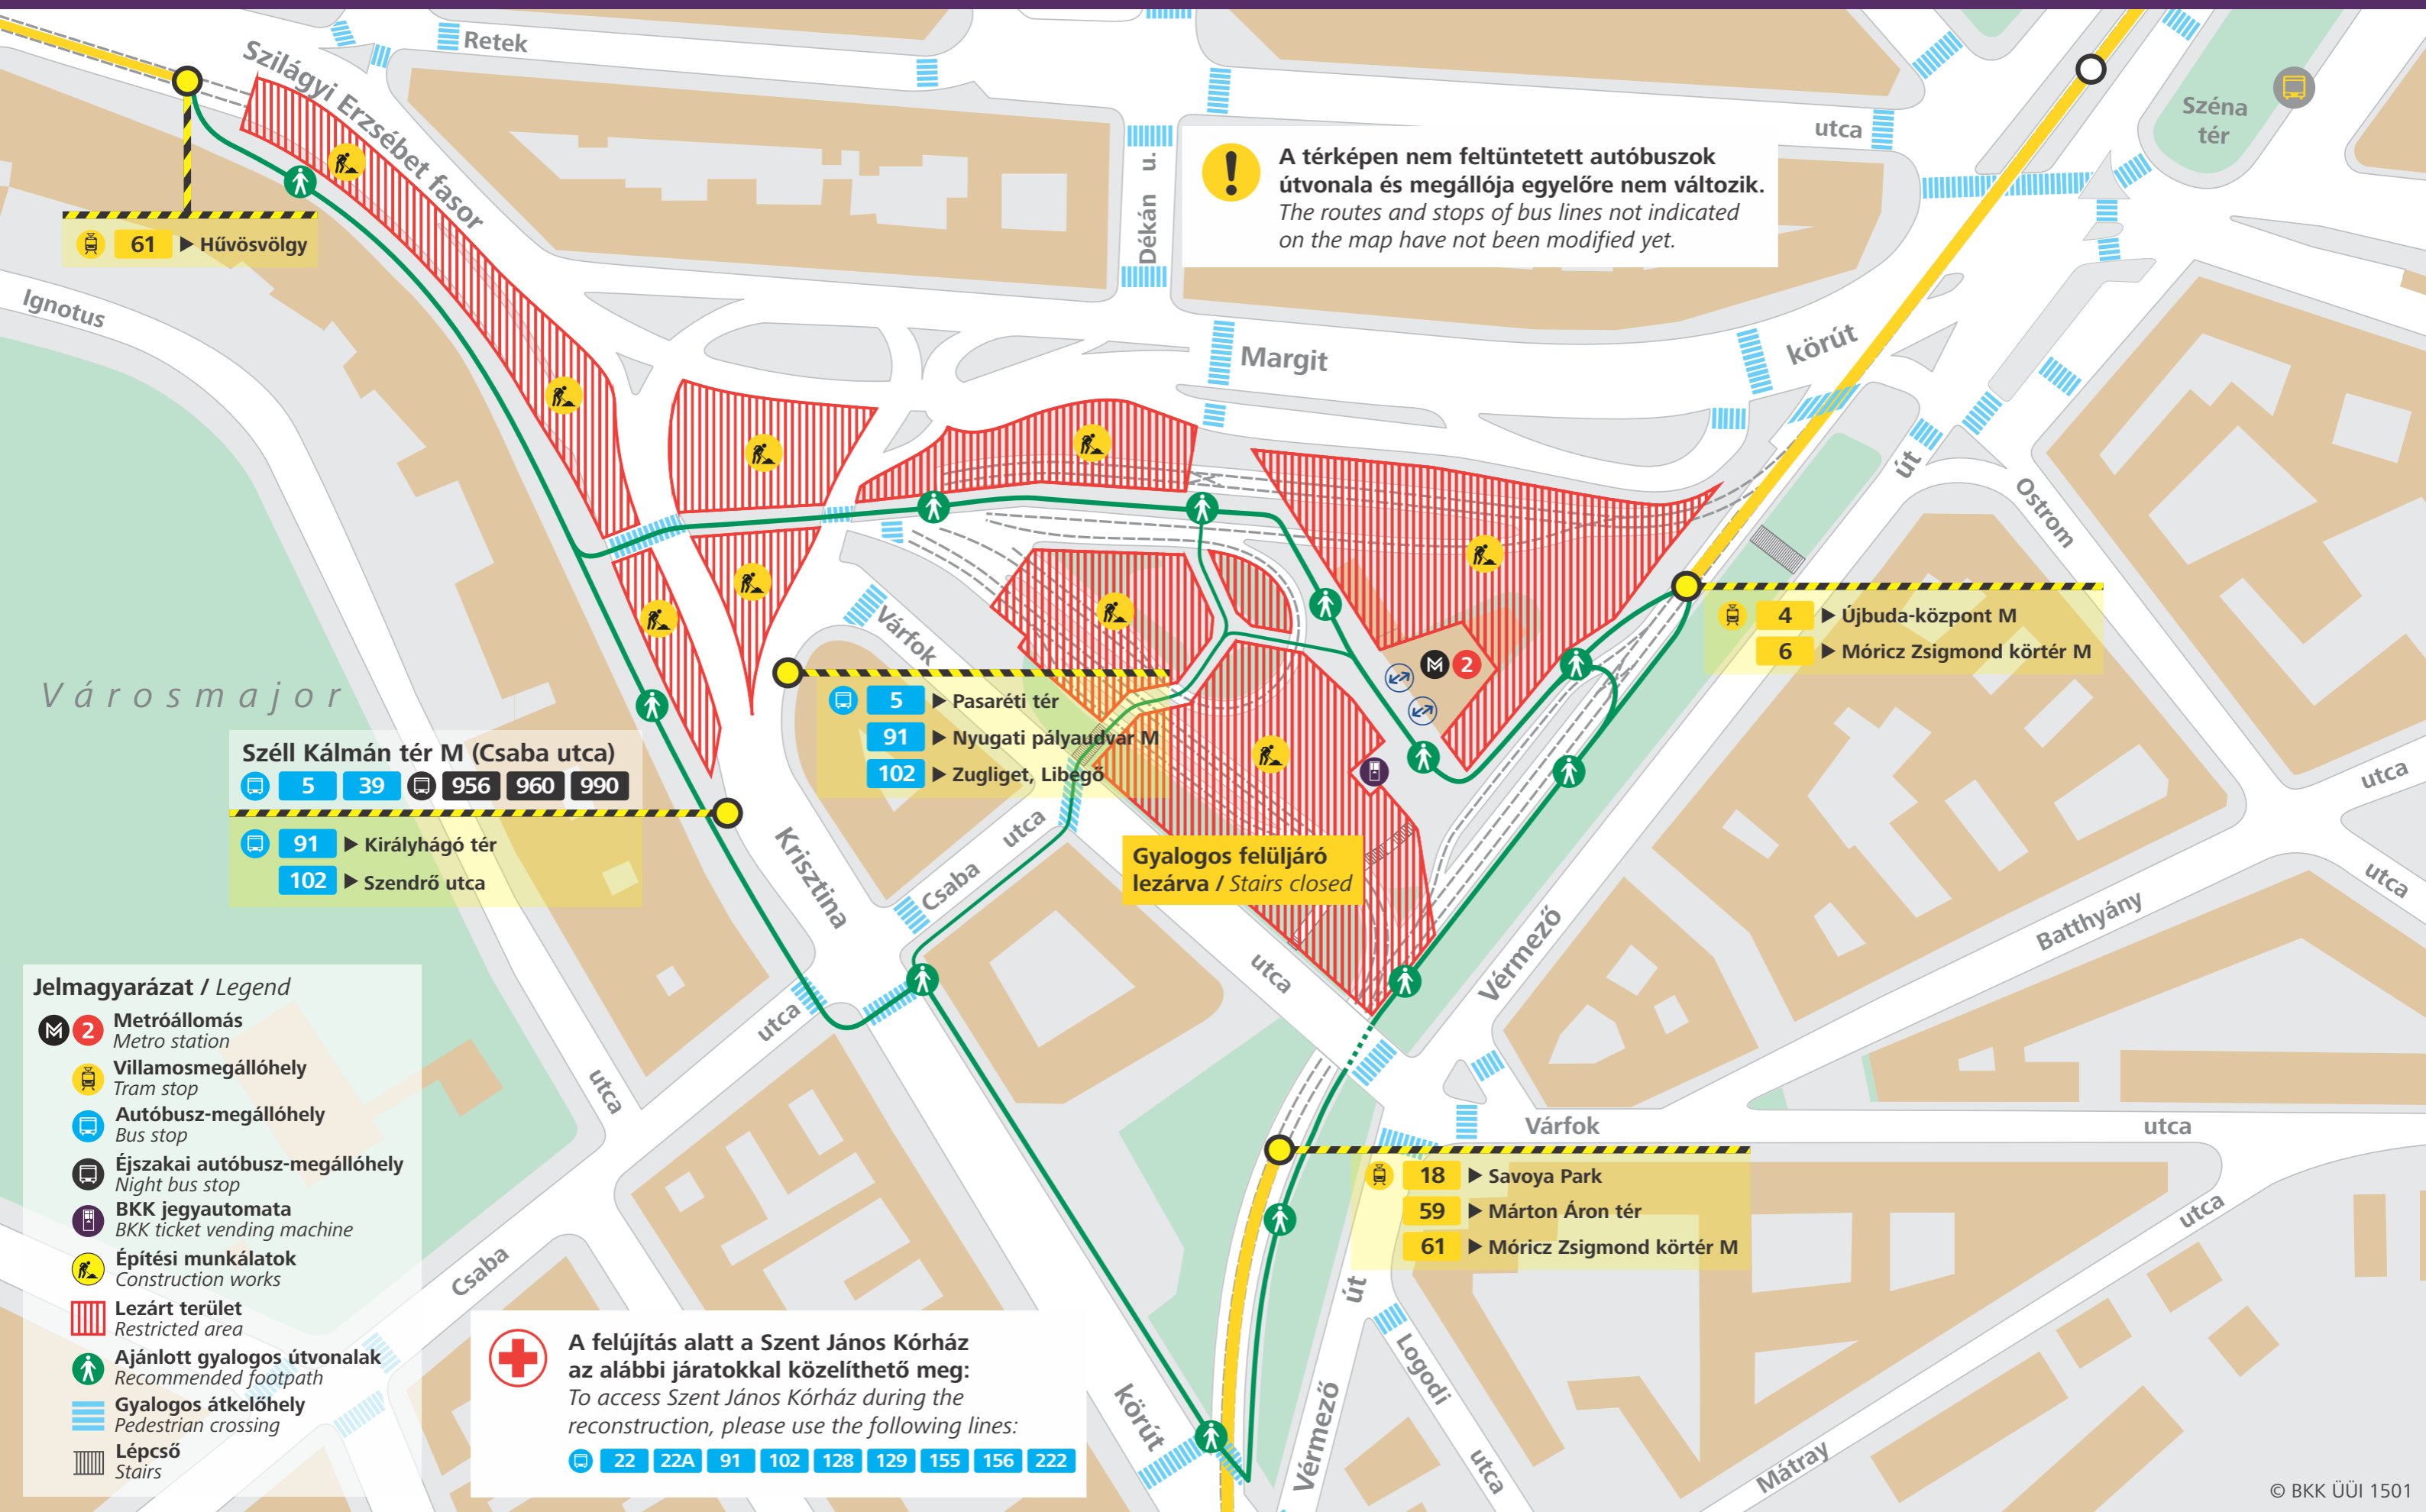 Retek
utca
Szilágyi Erzsébet fasor
Széna
tér
Dékán u.
A térképen nem feltüntetett autóbuszok
útvonala és megállója egyelőre nem változik.
The routes and stops of bus lines not indicated
on the map have not been modified yet.
61 Hűvösvölgy
Ignotus
utca
Margit
körút
út
Ostrom
utca
4 Újbuda-központ M
6 Móricz Zsigmond körtér M
M 2
Várfok
5 Pasaréti tér
91 Nyugati pályaudvar M
102 Zugliget, Libegő
Városmajor
Széll Kálmán tér M (Csaba utca)
5 39 956 960 990
91 Királyhágó tér
102 Szendrő utca
Krisztina
Csaba utca
Gyalogos felüljáró
lezárva / Stairs closed
utca
Vérmező
Batthyány
utca
utca
Várfok
utca
18 Savoya Park
59 Márton Áron tér
61 Móricz Zsigmond körtér M
út
Vérmező
Logodi
utca
Mátray
utca
körút
Csaba
Jelmagyarázat / Legend
M 2 Metróállomás
Metro station
Villamosmegállóhely
Tram stop
Autóbusz-megállóhely
Bus stop
Éjszakai autóbusz-megállóhely
Night bus stop
BKK jegyautomata
BKK ticket vending machine
Építési munkálatok
Construction works
Lezárt terület
Restricted area
Ajánlott gyalogos útvonalak
Recommended footpath
Gyalogos átkelőhely
Pedestrian crossing
Lépcső
Stairs
A felújítás alatt a Szent János Kórház
az alábbi járatokkal közelíthető meg:
To access Szent János Kórház during the
reconstruction, please use the following lines:
22 22A 91 102 128 129 155 156 222
© BKK ÜÜI 1501